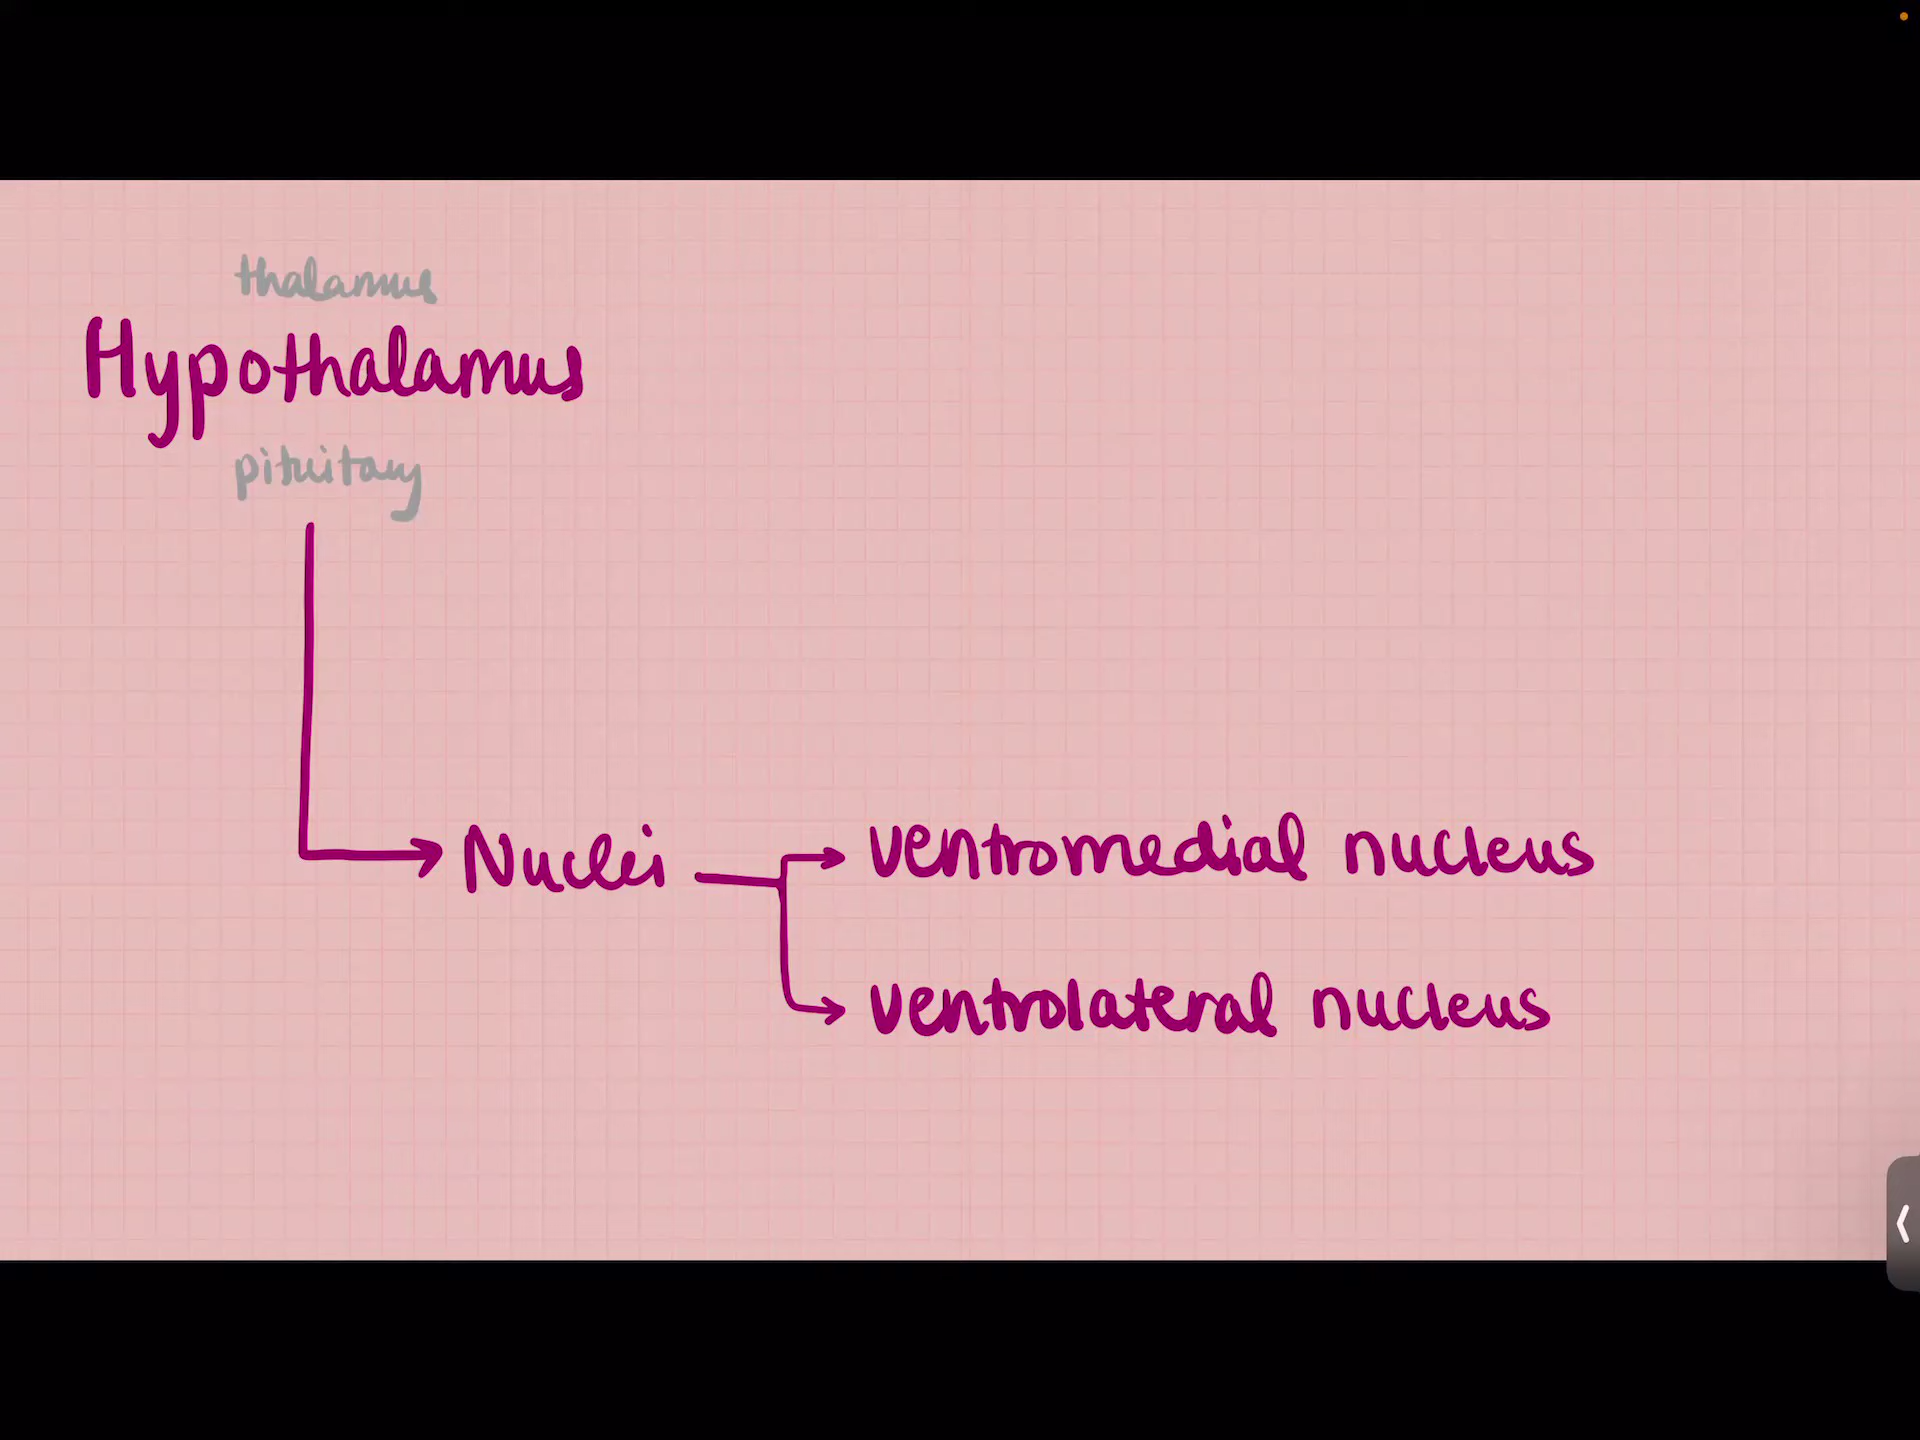 thalamus
Hypothalamus
pituitary
Nuclei
ventromedial nucleus
ventrolateral nucleus